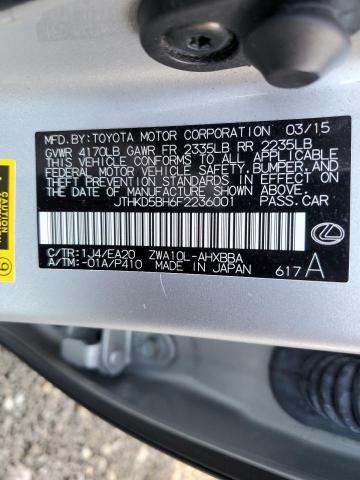 MFD.BY:TOYOTA MOTOR CORPORATION 03/15
GVWR 4170LB GAWR FR 2335LB RR 2235LB
THIS VEHICLE CONFORMS TO ALL APPLICABLE
FEDERAL MOTOR VEHICLE SAFETY,BUMPER,AND
THEFT PREVENTION STANDARDS IN EFFECT ON
THE DATE OF MANUFACTURE SHOWN ABOVE.
JTHKD5BH6F2236001 PASS.CAR
C/TR:1J4/EA20 ZWA10L-AHXBBA
A/TM:-01A/P410 MADE IN JAPAN 617A